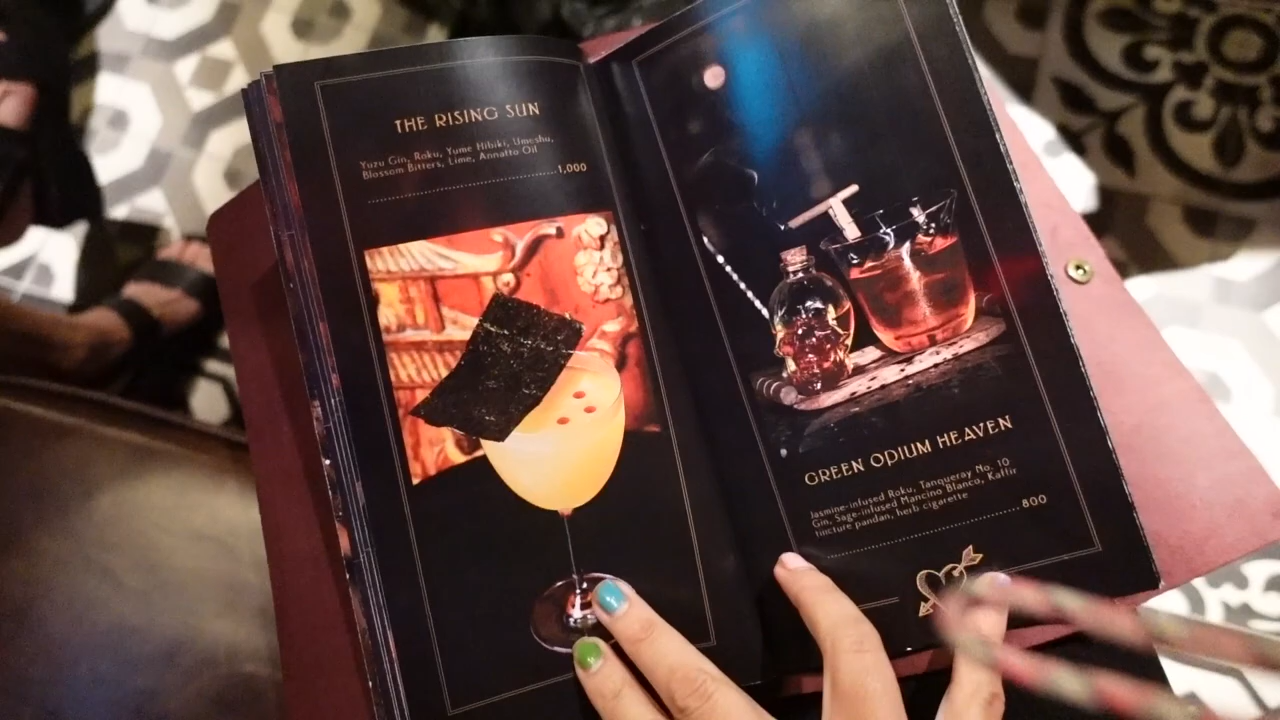 THE RISING SUN
Yuzu Gin, Roku, Yume Hibiki, Umeshu,
Blossom Bitters, Lime, Annatto Oil
1,000
GREEN OPIUM HEAVEN
Jasmine-infused Roku, Tanqueray No. 10
Gin, Sage-infused Mancino Blanco, Kaffir
tincture pandan, herb cigarette
800